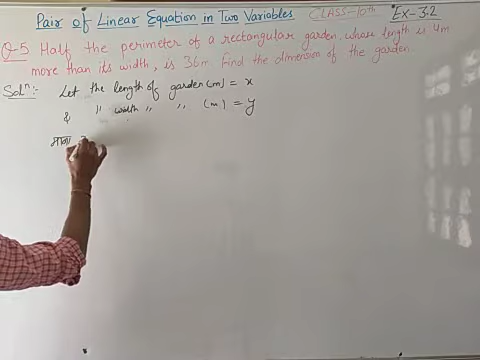 Pair of Linear Equation in Two Variables CLASS-10th Ex-3.2
Q-5 Half the perimeter of a rectangular garden, whose length is 4m
more than its width, is 36m. Find the dimension of the garden.
Solⁿ:- Let the length of garden (m) = x
& " width " " (m) = y
माना